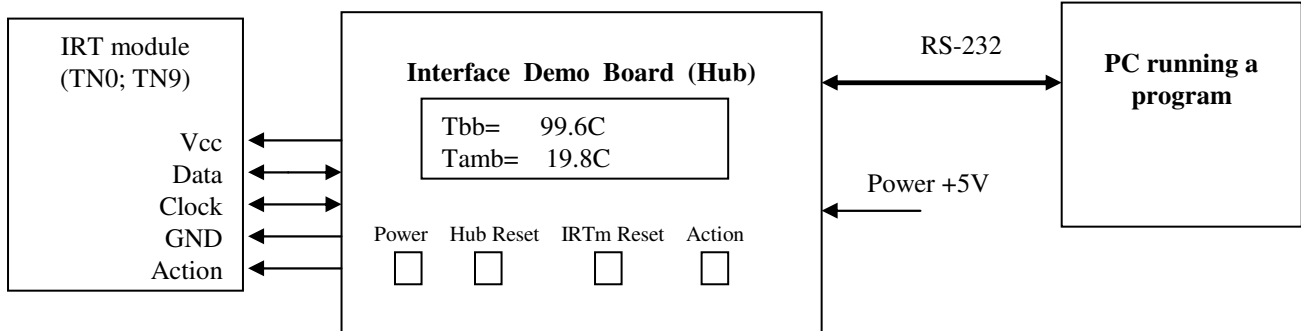 IRT module
(TN0; TN9)
Vcc
Data
Clock
GND
Action
Interface Demo Board (Hub)
Tbb= 99.6C
Tamb= 19.8C
Power Hub Reset IRTm Reset Action
RS-232
Power +5V
PC running a
program